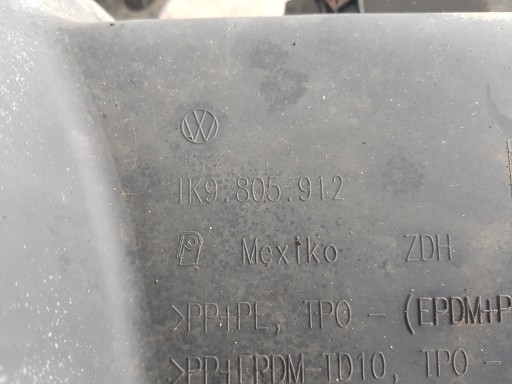 1K9.805.912
Mexiko ZDH
>PP+PE, TPO - (EPDM+P
>PP+EPDM-TD10, TPO -